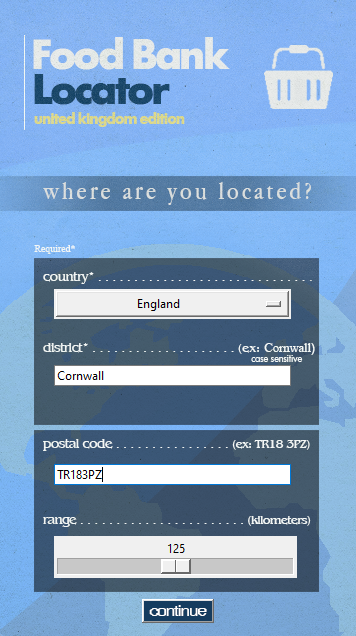 Food Bank
Locator
united kingdom edition
where are you located?
Required*
country* . . . . . . . . . . . . . . . . . . . . . . . . . . . . .
England
district* . . . . . . . . . . . . . . . . . . . (ex: Cornwall)
case sensitive
Cornwall
postal code . . . . . . . . . . . . . . . (ex: TR18 3PZ)
TR183PZ
range . . . . . . . . . . . . . . . . . . . . . (kilometers)
125
continue